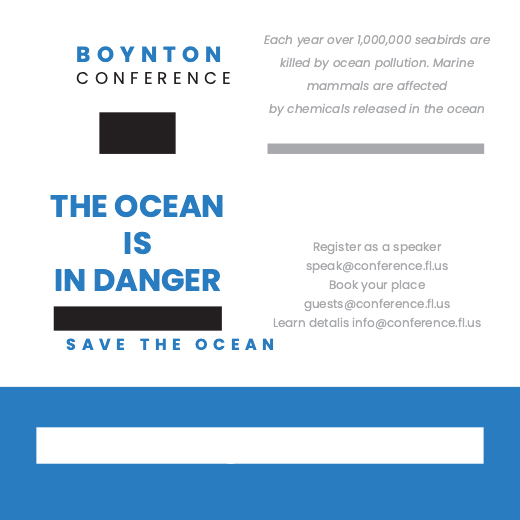 BOYNTON
CONFERENCE
THE OCEAN
IS
IN DANGER
SAVE THE OCEAN
Each year over 1,000,000 seabirds are
killed by ocean pollution. Marine
mammals are affected
by chemicals released in the ocean
Register as a speaker
speak@conference.fl.us
Book your place
guests@conference.fl.us
Learn detalis info@conference.fl.us